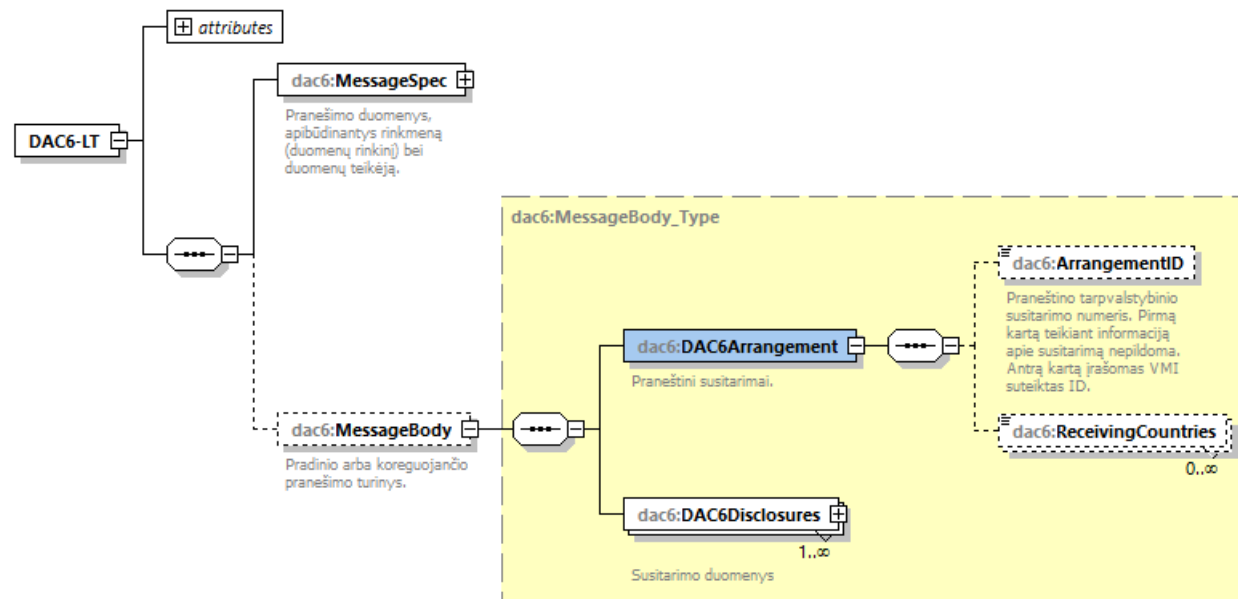 attributes
dac6:MessageSpec
Pranešimo duomenys,
apibūdinantys rinkmeną
(duomenų rinkinį) bei
duomenų teikėją.
DAC6-LT
dac6:MessageBody_Type
dac6:ArrangementID
Praneštino tarpvalstybinio
susitarimo numeris. Pirmą
kartą teikiant informaciją
apie susitarimą nepildoma.
Antrą kartą įrašomas VMI
suteiktas ID.
dac6:DAC6Arrangement
Praneštini susitarimai.
dac6:MessageBody
Pradinio arba koreguojančio
pranešimo turinys.
dac6:ReceivingCountries
0..∞
dac6:DAC6Disclosures
1..∞
Susitarimo duomenys